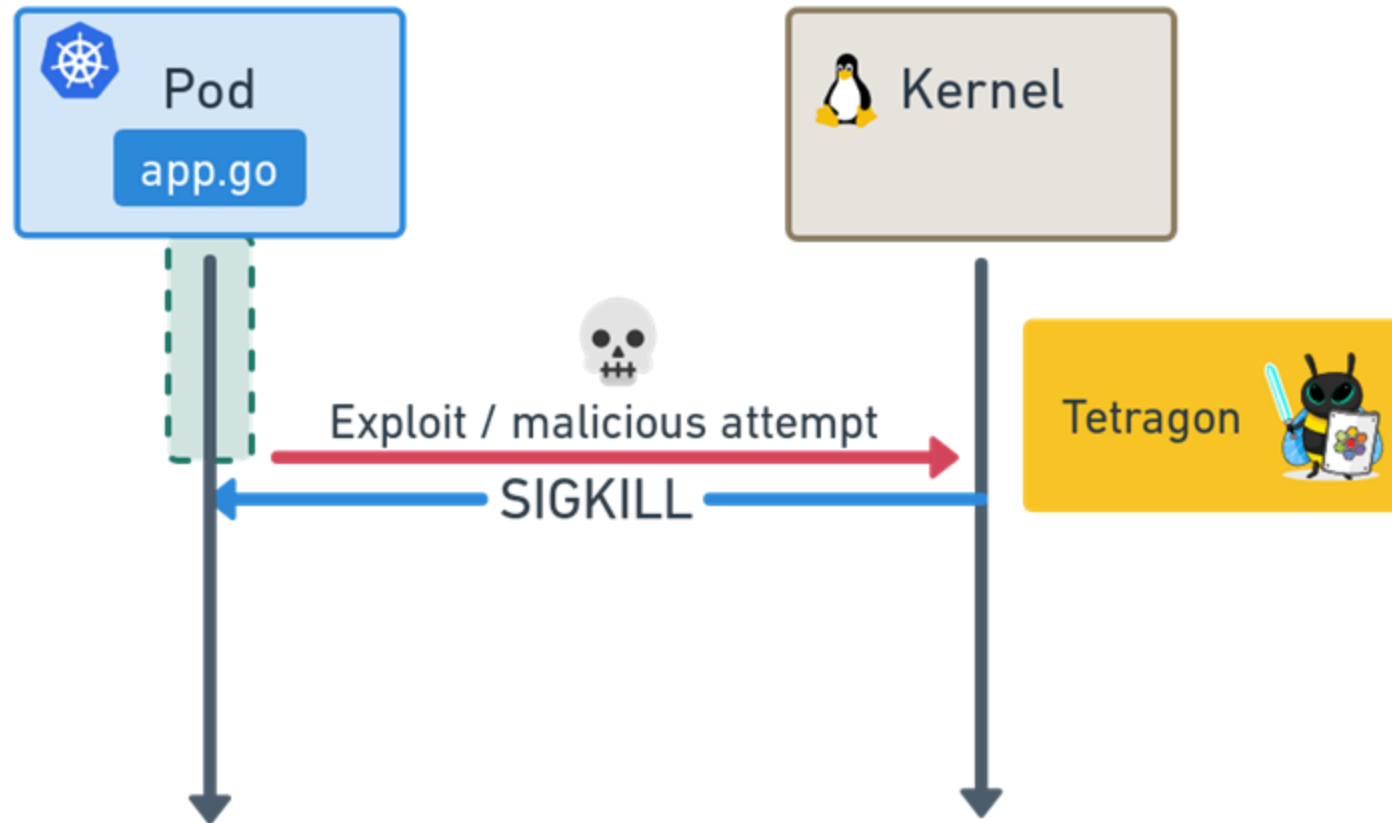 Pod
app.go
Kernel
Exploit / malicious attempt
Tetragon
SIGKILL